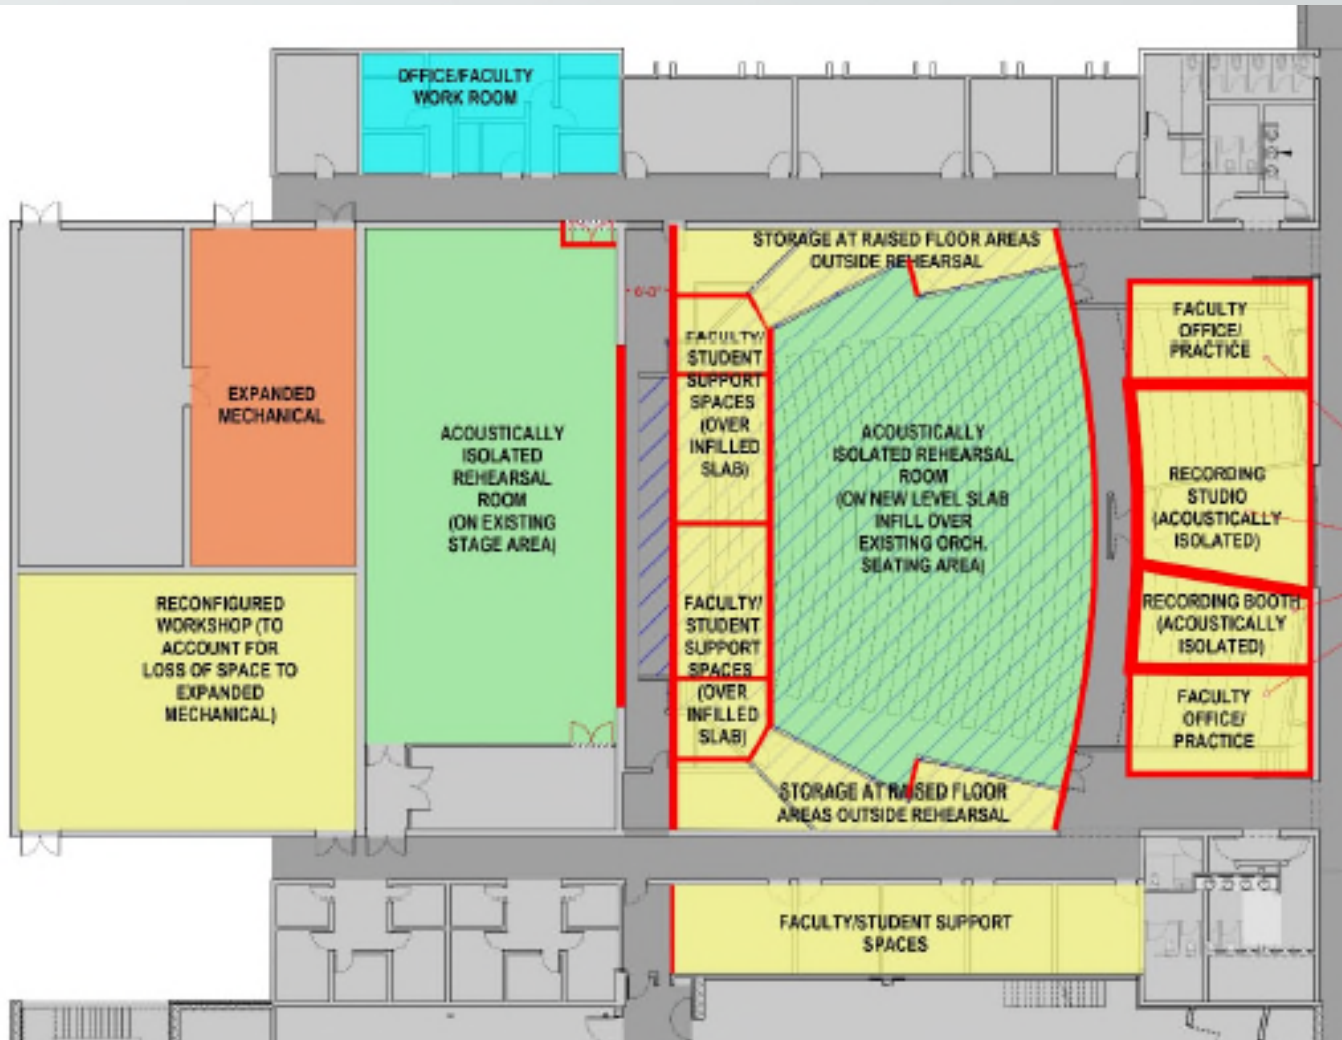 OFFICE/FACULTY
WORK ROOM
STORAGE AT RAISED FLOOR AREAS
OUTSIDE REHEARSAL
6'-0"
FACULTY
OFFICE/
PRACTICE
FACULTY/
STUDENT
SUPPORT
SPACES
(OVER
INFILLED
SLAB)
EXPANDED
MECHANICAL
ACOUSTICALLY
ISOLATED
REHEARSAL
ROOM
(ON EXISTING
STAGE AREA)
ACOUSTICALLY
ISOLATED REHEARSAL
ROOM
(ON NEW LEVEL SLAB
INFILL OVER
EXISTING ORCH.
SEATING AREA)
RECORDING
STUDIO
(ACOUSTICALLY
ISOLATED)
RECONFIGURED
WORKSHOP (TO
ACCOUNT FOR
LOSS OF SPACE TO
EXPANDED
MECHANICAL)
FACULTY/
STUDENT
SUPPORT
SPACES
(OVER
INFILLED
SLAB)
RECORDING BOOTH
(ACOUSTICALLY
ISOLATED)
FACULTY
OFFICE/
PRACTICE
STORAGE AT RAISED FLOOR
AREAS OUTSIDE REHEARSAL
FACULTY/STUDENT SUPPORT
SPACES